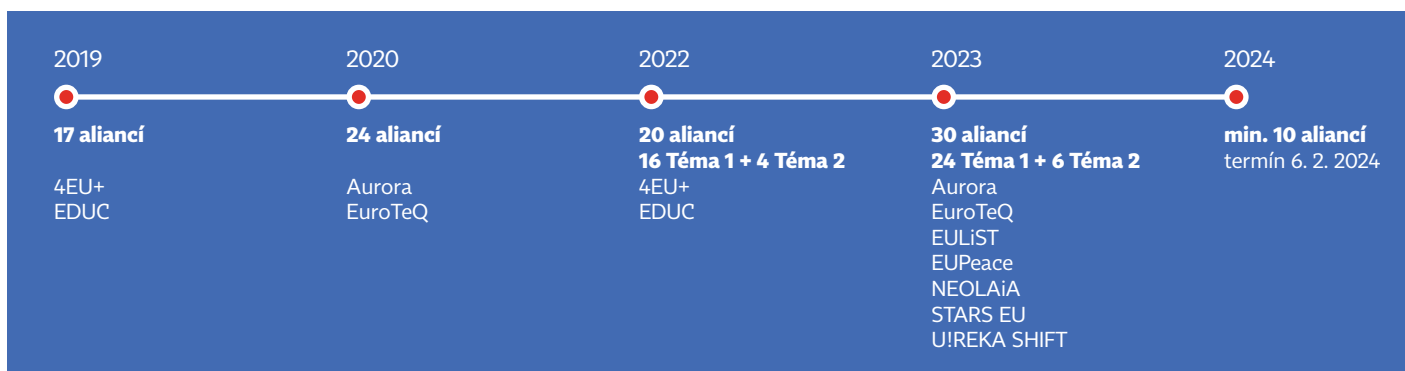 2019
17 aliancí
4EU+
EDUC
2020
24 aliancí
Aurora
EuroTeQ
2022
20 aliancí
16 Téma 1 + 4 Téma 2
4EU+
EDUC
2023
30 aliancí
24 Téma 1 + 6 Téma 2
Aurora
EuroTeQ
EULiST
EUPeace
NEOLAiA
STARS EU
U!REKA SHIFT
2024
min. 10 aliancí
termín 6. 2. 2024